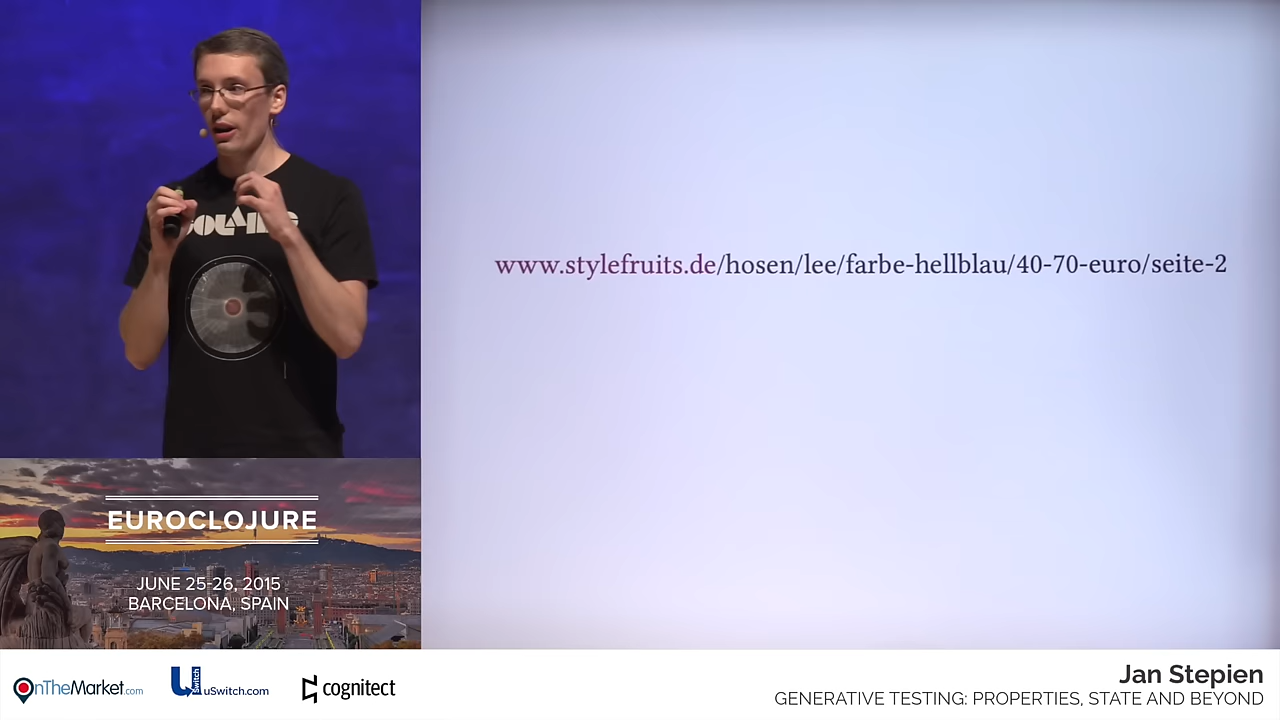 www.stylefruits.de/hosen/lee/farbe-hellblau/40-70-euro/seite-2
EUROCLOJURE
JUNE 25-26, 2015
BARCELONA, SPAIN
OnTheMarket.com
U Switch
uSwitch.com
cognitect
Jan Stepien
GENERATIVE TESTING: PROPERTIES, STATE AND BEYOND